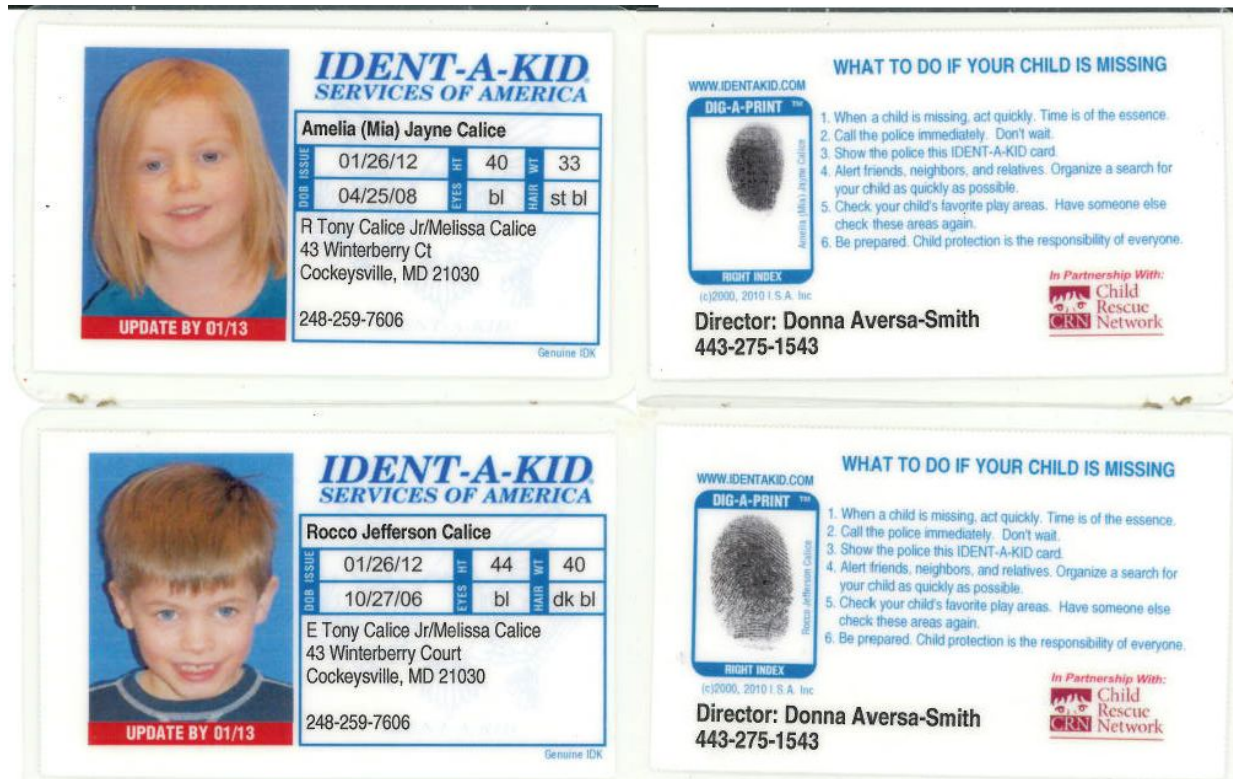 IDENT-A-KID
SERVICES OF AMERICA
Amelia (Mia) Jayne Calice
ISSUE 01/26/12 HT 40 WT 33
DOB 04/25/08 EYES bl HAIR st bl
R Tony Calice Jr/Melissa Calice
43 Winterberry Ct
Cockeysville, MD 21030
248-259-7606
UPDATE BY 01/13
Genuine IDK
WHAT TO DO IF YOUR CHILD IS MISSING
WWW.IDENTAKID.COM
DIG-A-PRINT ™
Amelia (Mia) Jayne Calice
RIGHT INDEX
(c)2000, 2010 I.S.A. Inc
1. When a child is missing, act quickly. Time is of the essence.
2. Call the police immediately. Don't wait.
3. Show the police this IDENT-A-KID card.
4. Alert friends, neighbors, and relatives. Organize a search for
your child as quickly as possible.
5. Check your child's favorite play areas. Have someone else
check these areas again.
6. Be prepared. Child protection is the responsibility of everyone.
In Partnership With:
CRN Child
Rescue
Network
Director: Donna Aversa-Smith
443-275-1543
IDENT-A-KID
SERVICES OF AMERICA
Rocco Jefferson Calice
ISSUE 01/26/12 HT 44 WT 40
DOB 10/27/06 EYES bl HAIR dk bl
E Tony Calice Jr/Melissa Calice
43 Winterberry Court
Cockeysville, MD 21030
248-259-7606
UPDATE BY 01/13
Genuine IDK
WHAT TO DO IF YOUR CHILD IS MISSING
WWW.IDENTAKID.COM
DIG-A-PRINT ™
Rocco Jefferson Calice
RIGHT INDEX
(c)2000, 2010 I.S.A. Inc
1. When a child is missing, act quickly. Time is of the essence.
2. Call the police immediately. Don't wait.
3. Show the police this IDENT-A-KID card.
4. Alert friends, neighbors, and relatives. Organize a search for
your child as quickly as possible.
5. Check your child's favorite play areas. Have someone else
check these areas again.
6. Be prepared. Child protection is the responsibility of everyone.
In Partnership With:
CRN Child
Rescue
Network
Director: Donna Aversa-Smith
443-275-1543